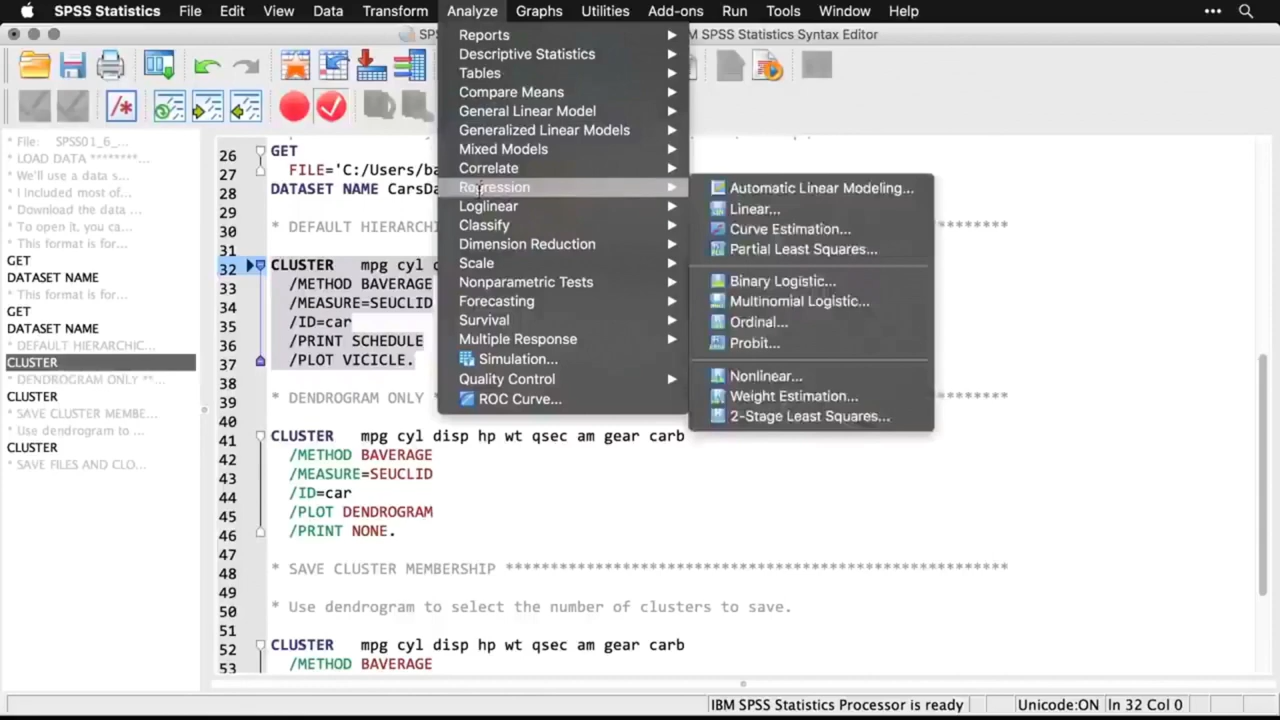 SPSS Statistics File Edit View Data Transform Analyze Graphs Utilities Add-ons Run Tools Window Help
SPS
M SPSS Statistics Syntax Editor
Reports
Descriptive Statistics
Tables
Compare Means
General Linear Model
Generalized Linear Models
Mixed Models
Correlate
Regression
Loglinear
Classify
Dimension Reduction
Scale
Nonparametric Tests
Forecasting
Survival
Multiple Response
Simulation...
Quality Control
ROC Curve...
Automatic Linear Modeling...
Linear...
Curve Estimation...
Partial Least Squares...
Binary Logistic...
Multinomial Logistic...
Ordinal...
Probit...
Nonlinear...
Weight Estimation...
2-Stage Least Squares...
* File: SPSS01_6_...
* LOAD DATA ********...
* We'll use a data s...
* I Included most of...
* Download the data ...
* To open it, you ca...
* This format is for...
GET
DATASET NAME
* This format is for...
GET
DATASET NAME
* DEFAULT HIERARCHIC...
CLUSTER
* DENDROGRAM ONLY **...
CLUSTER
* SAVE CLUSTER MEMBE...
* Use dendrogram to ...
CLUSTER
* SAVE FILES AND CLO...
26 GET
27 FILE='C:/Users/ba
28 DATASET NAME CarsDa
29
30 * DEFAULT HIERARCHI
31
32 CLUSTER mpg cyl d
33 /METHOD BAVERAGE
34 /MEASURE=SEUCLID
35 /ID=car
36 /PRINT SCHEDULE
37 /PLOT VICICLE.
38
39 * DENDROGRAM ONLY *
40
41 CLUSTER mpg cyl disp hp wt qsec am gear carb
42 /METHOD BAVERAGE
43 /MEASURE=SEUCLID
44 /ID=car
45 /PLOT DENDROGRAM
46 /PRINT NONE.
47
48 * SAVE CLUSTER MEMBERSHIP ********************************************************
49
50 * Use dendrogram to select the number of clusters to save.
51
52 CLUSTER mpg cyl disp hp wt qsec am gear carb
53 /METHOD BAVERAGE
IBM SPSS Statistics Processor is ready Unicode:ON In 32 Col 0